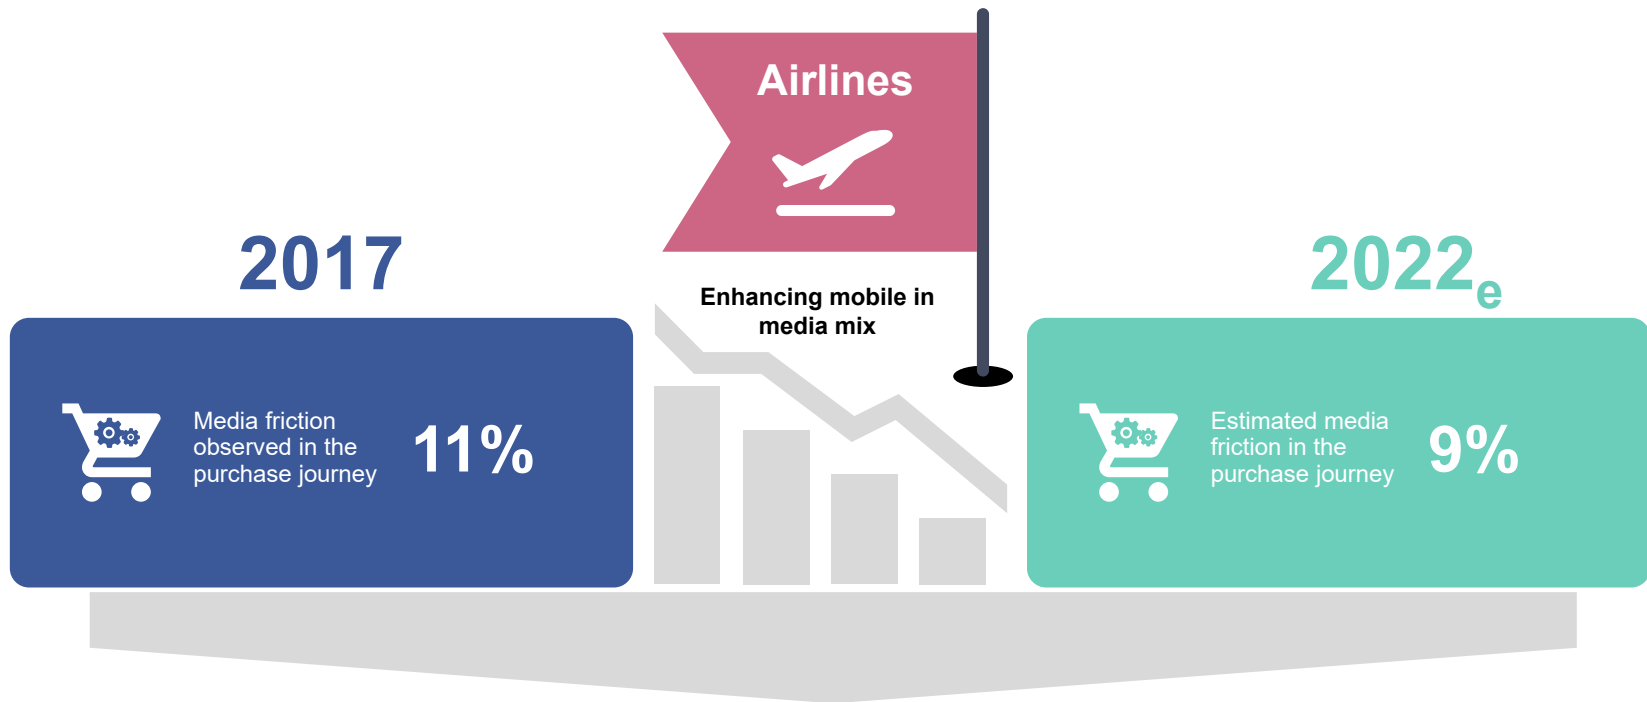 Airlines
2017
2022e
Enhancing mobile in
media mix
Media friction
observed in the
purchase journey
11%
Estimated media
friction in the
purchase journey
9%